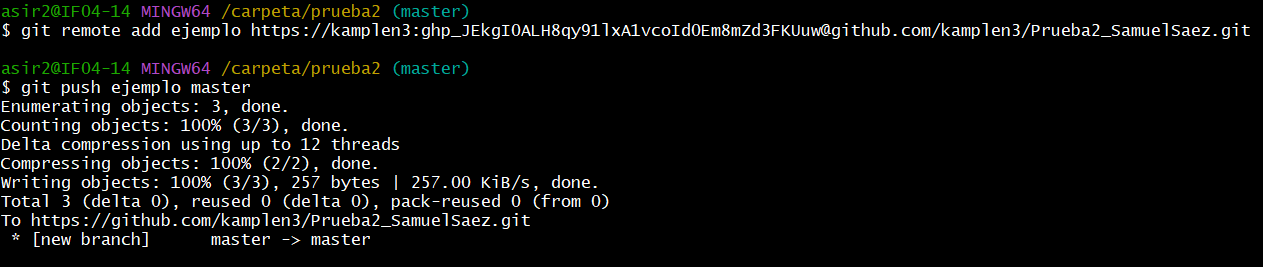 asir2@IFO4-14 MINGW64 /carpeta/prueba2 (master)
$ git remote add ejemplo https://kamplen3:ghp_JEkgIOALH8qy91lxA1vcoId0Em8mZd3FKUuw@github.com/kamplen3/Prueba2_SamuelSaez.git
asir2@IFO4-14 MINGW64 /carpeta/prueba2 (master)
$ git push ejemplo master
Enumerating objects: 3, done.
Counting objects: 100% (3/3), done.
Delta compression using up to 12 threads
Compressing objects: 100% (2/2), done.
Writing objects: 100% (3/3), 257 bytes | 257.00 KiB/s, done.
Total 3 (delta 0), reused 0 (delta 0), pack-reused 0 (from 0)
To https://github.com/kamplen3/Prueba2_SamuelSaez.git
 * [new branch]      master -> master